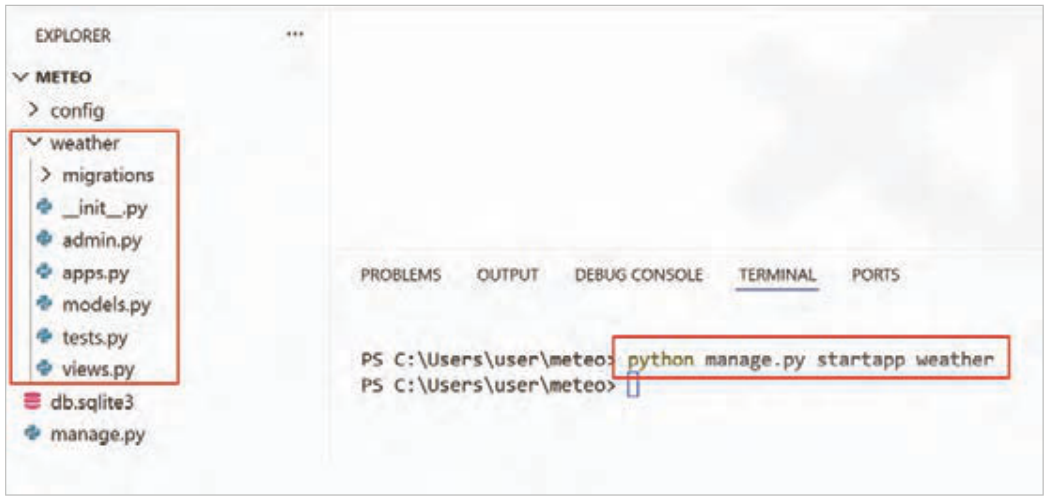 EXPLORER ...
METEO
config
weather
migrations
__init__.py
admin.py
apps.py
models.py
tests.py
views.py
db.sqlite3
manage.py
PROBLEMS OUTPUT DEBUG CONSOLE TERMINAL PORTS
PS C:\Users\user\meteo> python manage.py startapp weather
PS C:\Users\user\meteo>